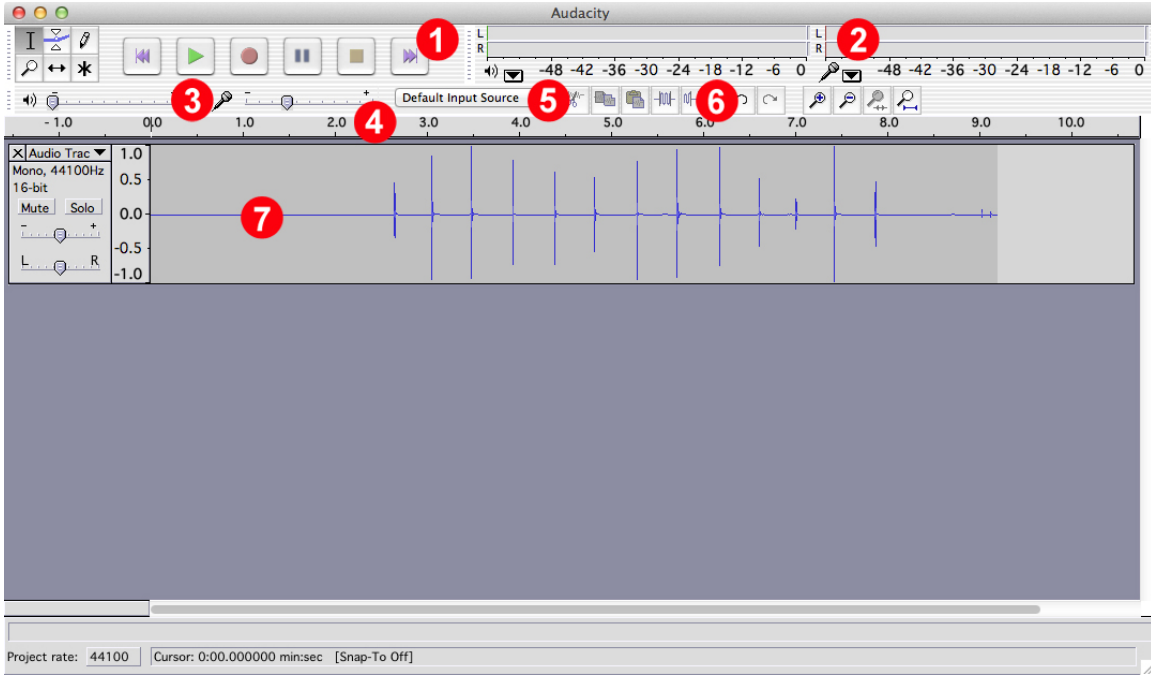 Audacity
1
L
R
-48 -42 -36 -30 -24 -18 -12 -6 0
L
R
2
-48 -42 -36 -30 -24 -18 -12 -6 0
3
- +
4
Default Input Source
5
6
- 1.0 0.0 1.0 2.0 3.0 4.0 5.0 6.0 7.0 8.0 9.0 10.0
X Audio Trac
Mono, 44100Hz
16-bit
Mute Solo
- +
L R
1.0
0.5
0.0
-0.5
-1.0
7
Project rate: 44100 Cursor: 0:00.000000 min:sec [Snap-To Off]